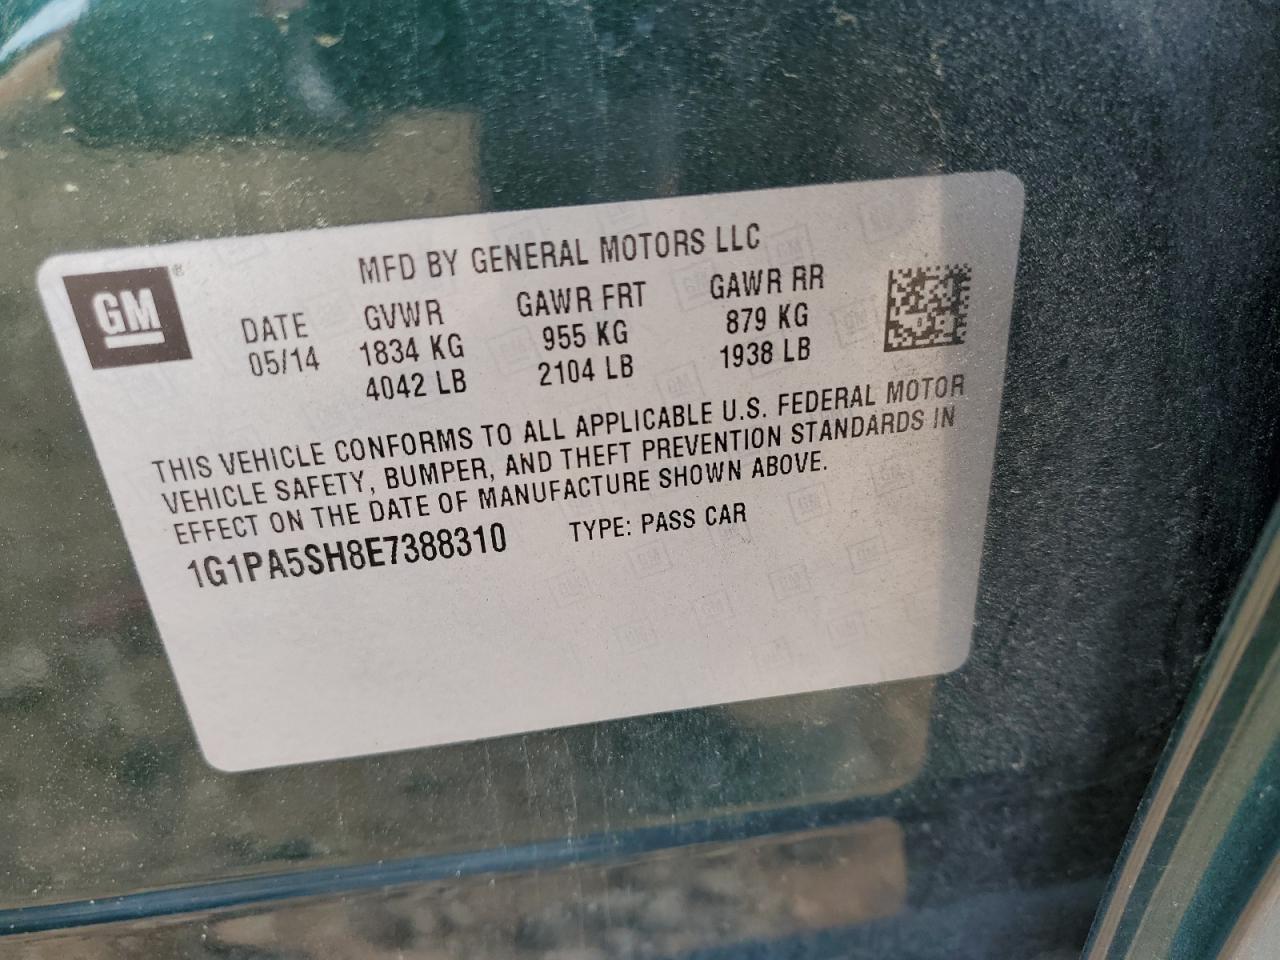 GM ®
MFD BY GENERAL MOTORS LLC
DATE GVWR GAWR FRT GAWR RR
05/14 1834 KG 955 KG 879 KG
4042 LB 2104 LB 1938 LB
THIS VEHICLE CONFORMS TO ALL APPLICABLE U.S. FEDERAL MOTOR
VEHICLE SAFETY, BUMPER, AND THEFT PREVENTION STANDARDS IN
EFFECT ON THE DATE OF MANUFACTURE SHOWN ABOVE.
1G1PA5SH8E7388310 TYPE: PASS CAR